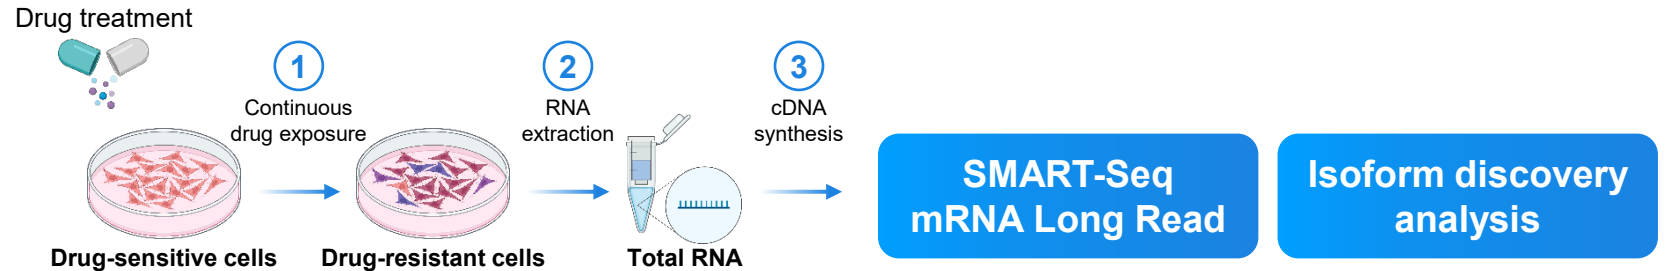 Drug treatment
1
Continuous
drug exposure
2
RNA
extraction
3
cDNA
synthesis
SMART-Seq
mRNA Long Read
Isoform discovery
analysis
Drug-sensitive cells
Drug-resistant cells
Total RNA